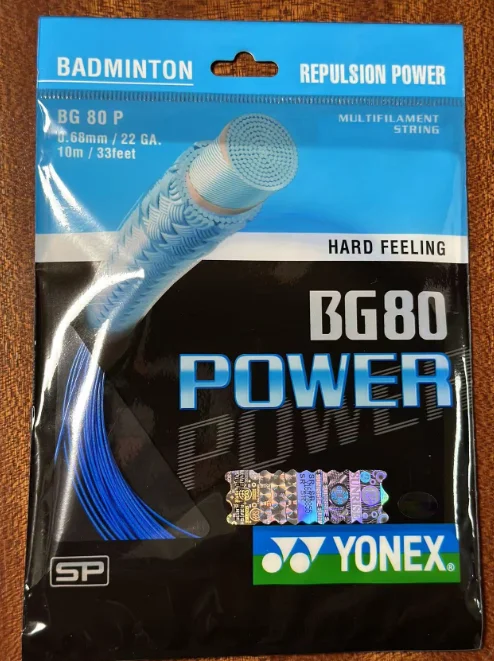 BADMINTON
REPULSION POWER
BG 80 P
0.68mm / 22 GA.
10m / 33feet
MULTIFILAMENT
STRING
HARD FEELING
BG80
POWER
POWER
SP
YONEX®